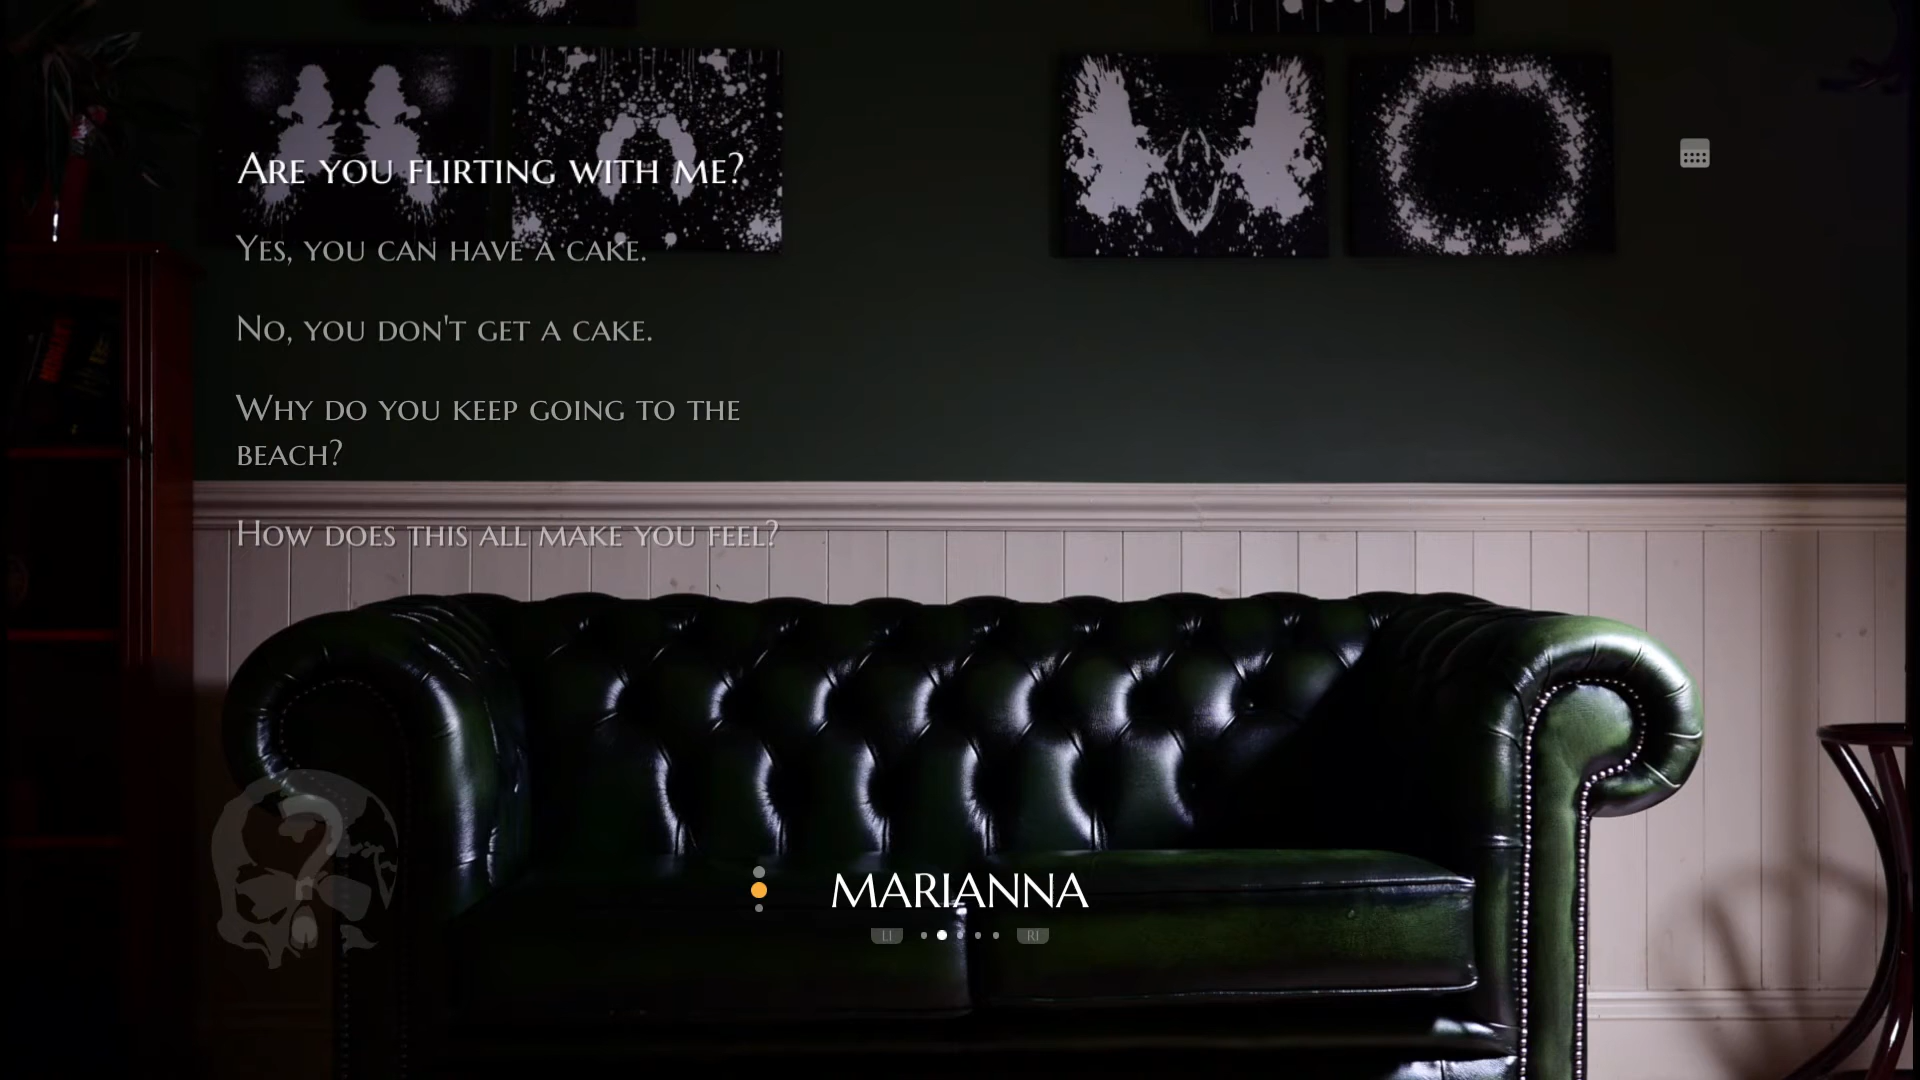 Are you flirting with me?
Yes, you can have a cake.
No, you don't get a cake.
Why do you keep going to the
beach?
How does this all make you feel?
MARIANNA
L1
R1